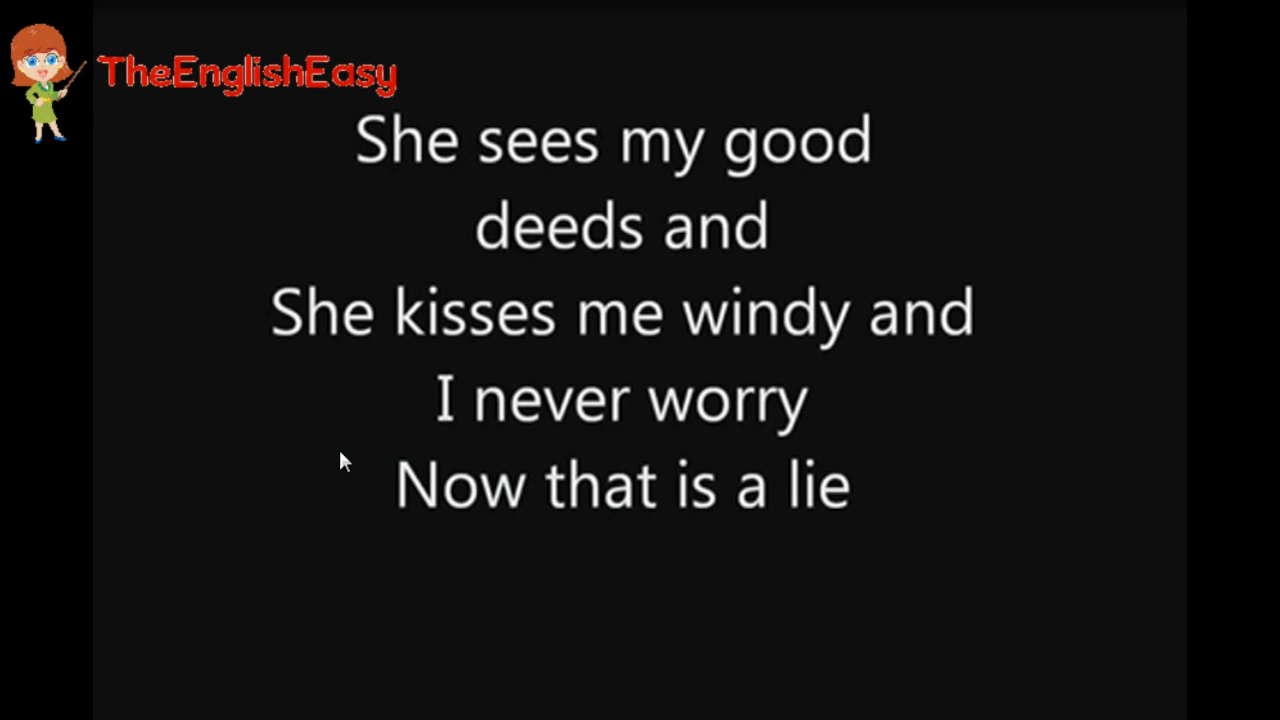 TheEnglishEasy
She sees my good
deeds and
She kisses me windy and
I never worry
Now that is a lie